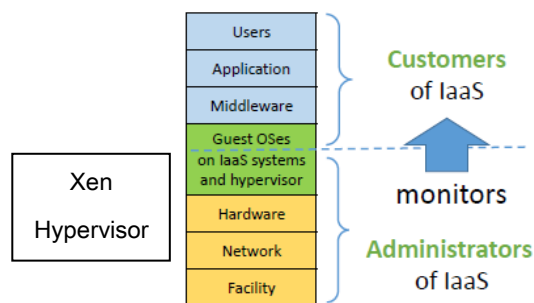 Xen
Hypervisor
Users
Application
Middleware
Guest OSes
on IaaS systems
and hypervisor
Hardware
Network
Facility
Customers
of IaaS
monitors
Administrators
of IaaS